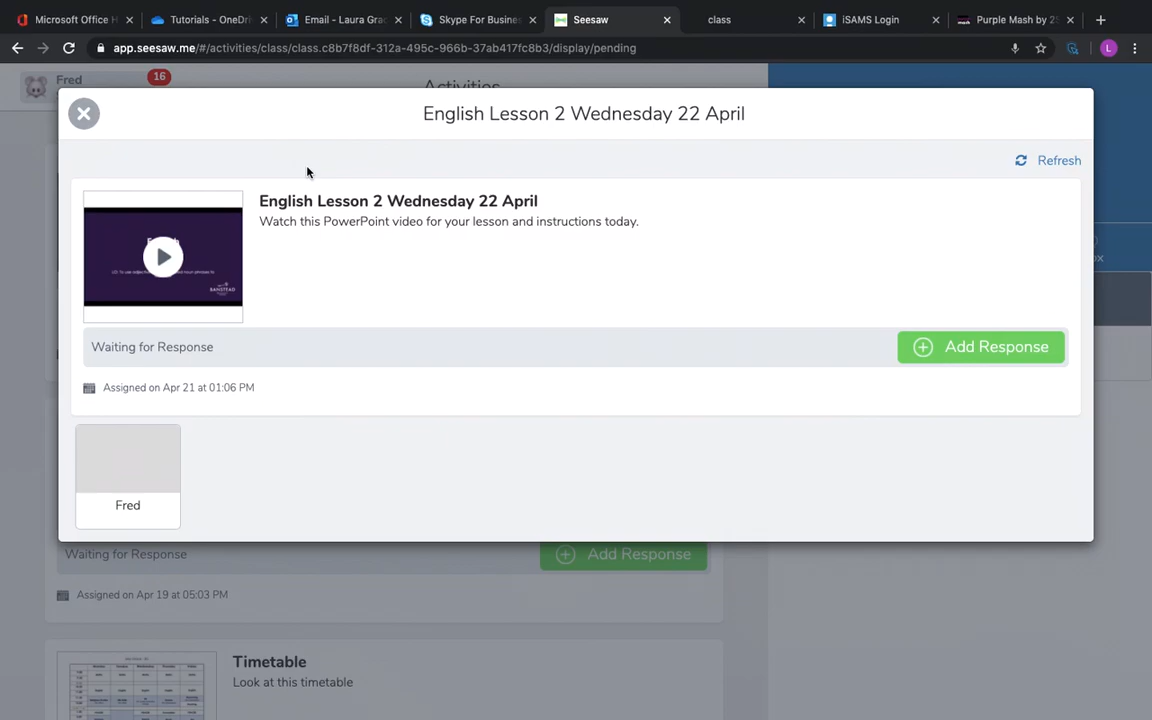 Microsoft Office H
Tutorials - OneDri
Email - Laura Grac
Skype For Busine
Seesaw
class
iSAMS Login
Purple Mash by 2S
app.seesaw.me/#/activities/class/class.c8b7f8df-312a-495c-966b-37ab417fc8b3/display/pending
L
Fred
16
Activities
English Lesson 2 Wednesday 22 April
Refresh
English Lesson 2 Wednesday 22 April
Watch this PowerPoint video for your lesson and instructions today.
BANSTEAD
Waiting for Response
Add Response
Assigned on Apr 21 at 01:06 PM
Fred
Waiting for Response
Add Response
Assigned on Apr 19 at 05:03 PM
Timetable
Look at this timetable